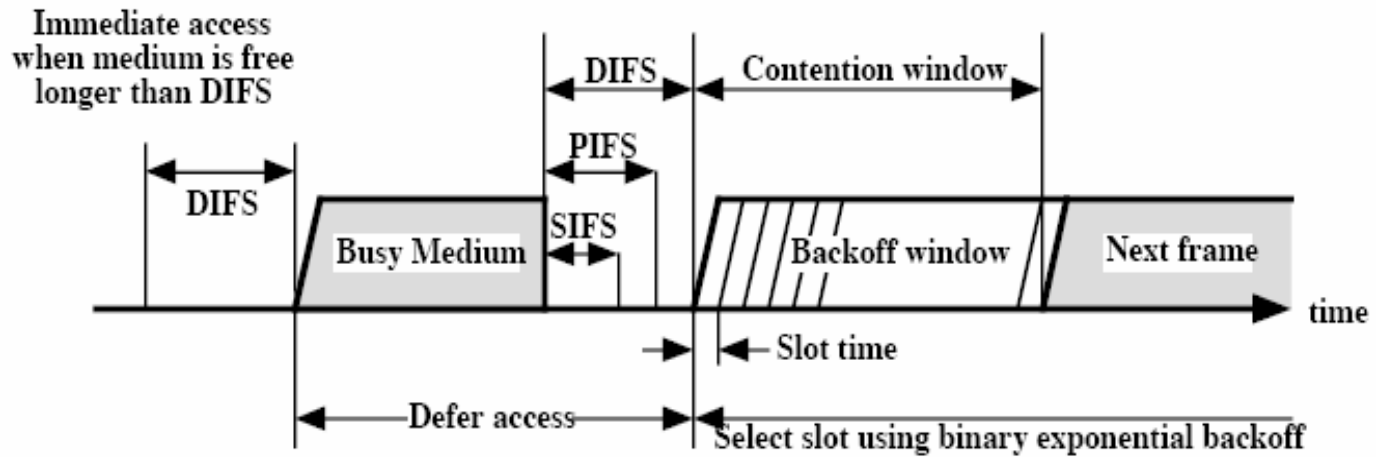 Immediate access
when medium is free
longer than DIFS
DIFS
Contention window
PIFS
DIFS
SIFS
Busy Medium
Backoff window
Next frame
time
Slot time
Defer access
Select slot using binary exponential backoff